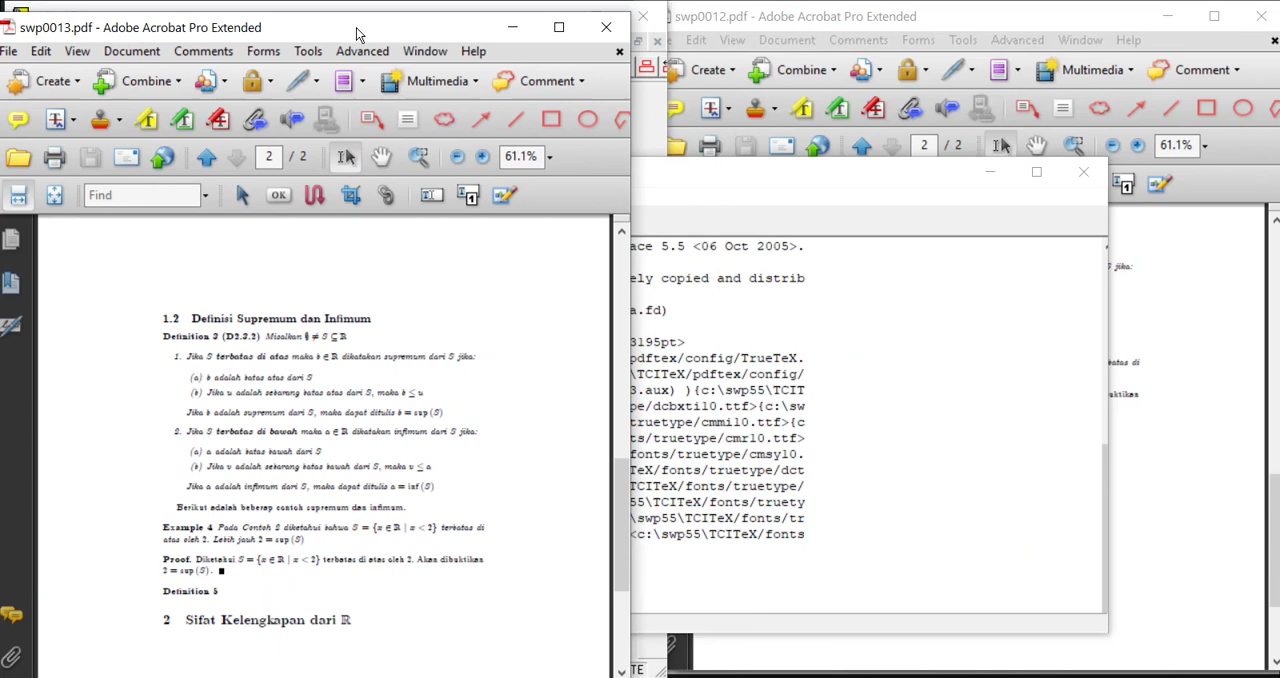 swp0013.pdf - Adobe Acrobat Pro Extended
File Edit View Document Comments Forms Tools Advanced Window Help
Create Combine Multimedia Comment
2 / 2 61.1%
Find OK
1.2 Definisi Supremum dan Infimum
Definition 3 (D2.3.2) Misalkan ∅ ≠ S ⊆ ℝ
1. Jika S terbatas di atas maka b ∈ ℝ dikatakan supremum dari S jika:
(a) b adalah batas atas dari S
(b) Jika u adalah sebarang batas atas dari S, maka b ≤ u
Jika b adalah supremum dari S, maka dapat ditulis b = sup (S)
2. Jika S terbatas di bawah maka a ∈ ℝ dikatakan infimum dari S jika:
(a) a adalah batas bawah dari S
(b) Jika v adalah sebarang batas bawah dari S, maka v ≤ a
Jika a adalah infimum dari S, maka dapat ditulis a = inf (S)
Berikut adalah beberap contoh supremum dan infimum.
Example 4 Pada Contoh 2 diketahui bahwa S = {x ∈ ℝ | x < 2} terbatas di
atas oleh 2. Lebih jauh 2 = sup (S)
Proof. Diketahui S = {x ∈ ℝ | x < 2} terbatas di atas oleh 2. Akan dibuktikan
2 = sup (S). ■
Definition 5
2 Sifat Kelengkapan dari ℝ
swp0012.pdf - Adobe Acrobat Pro Extended
Edit View Document Comments Forms Tools Advanced Window Help
Create Combine Multimedia Comment
2 / 2 61.1%
ace 5.5 <06 Oct 2005>.
ely copied and distrib
a.fd)
3195pt>
pdftex/config/TrueTeX.
TCITeX/pdftex/config/
3.aux) ){c:\swp55\TCIT
pe/dcbxti10.ttf>{c:\sw
truetype/cmmi10.ttf>{c
ts/truetype/cmr10.ttf>
fonts/truetype/cmsy10.
TeX/fonts/truetype/dct
TCITeX/fonts/truetype/
55\TCITeX/fonts/truety
\swp55\TCITeX/fonts/tr
<c:\swp55\TCITeX/fonts
S jika:
batas di
buktikan
TE